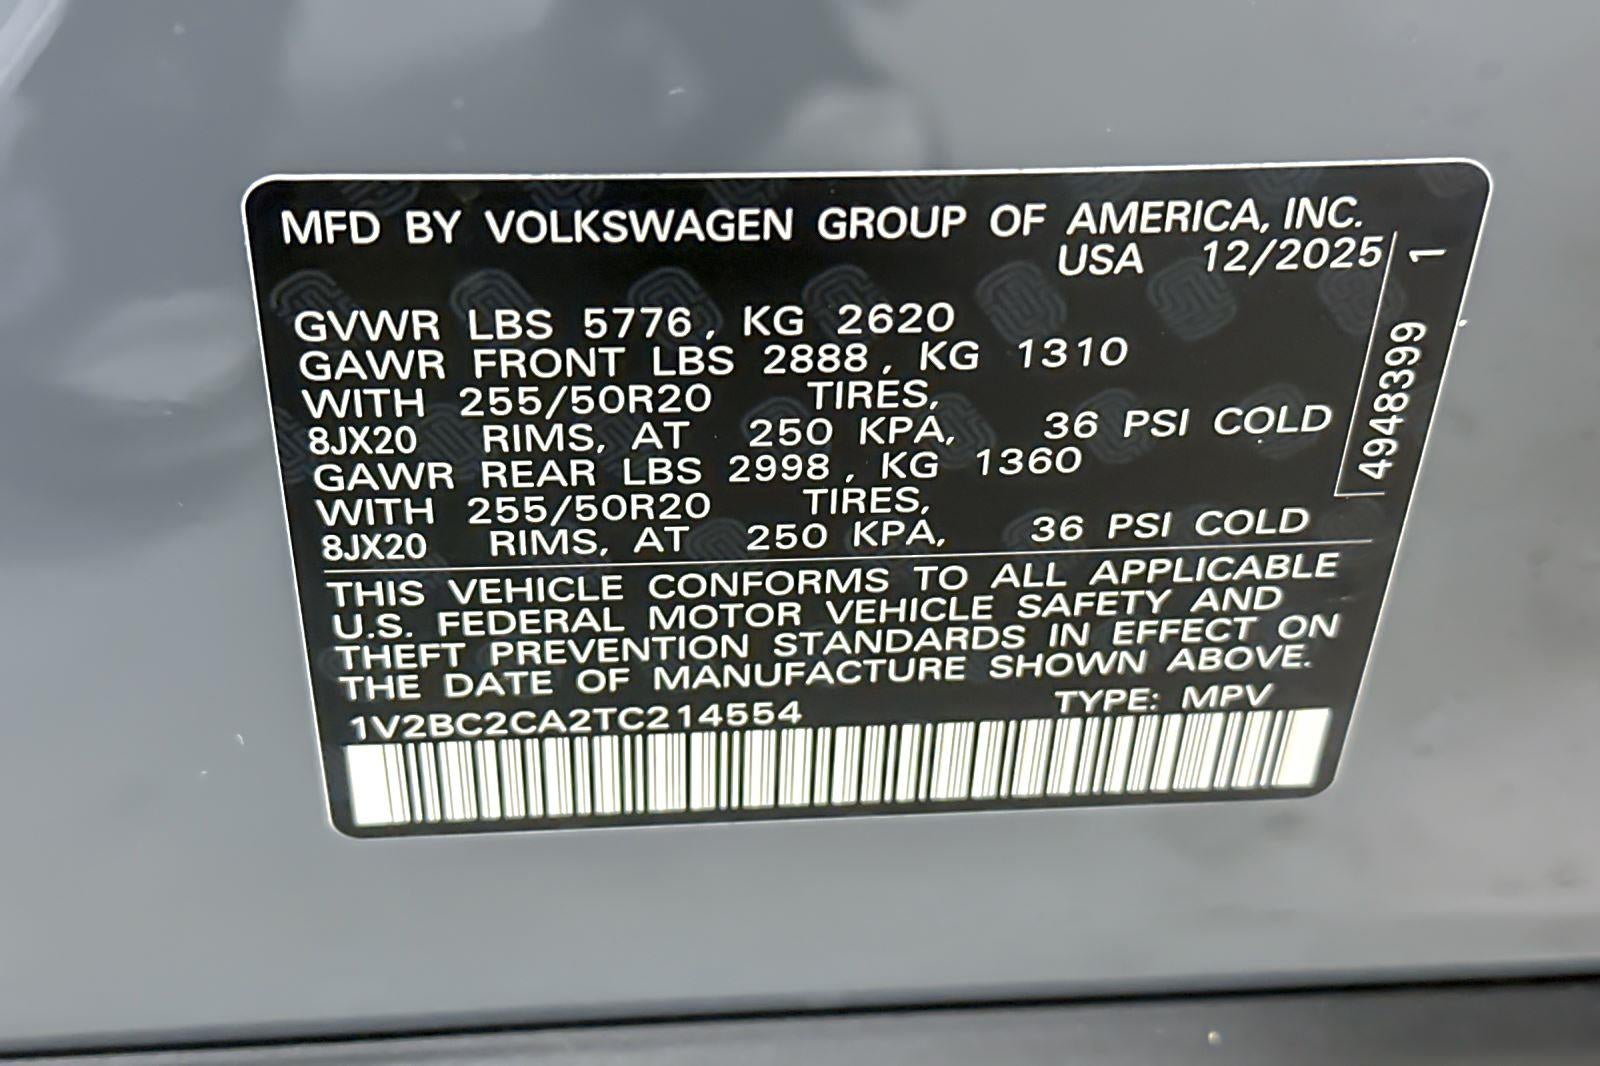 MFD BY VOLKSWAGEN GROUP OF AMERICA, INC.
USA 12/2025
GVWR LBS 5776, KG 2620
GAWR FRONT LBS 2888, KG 1310
WITH 255/50R20 TIRES,
8JX20 RIMS, AT 250 KPA, 36 PSI COLD
GAWR REAR LBS 2998, KG 1360
WITH 255/50R20 TIRES,
8JX20 RIMS, AT 250 KPA, 36 PSI COLD
THIS VEHICLE CONFORMS TO ALL APPLICABLE
U.S. FEDERAL MOTOR VEHICLE SAFETY AND
THEFT PREVENTION STANDARDS IN EFFECT ON
THE DATE OF MANUFACTURE SHOWN ABOVE.
1V2BC2CA2TC214554 TYPE: MPV
4948399 1